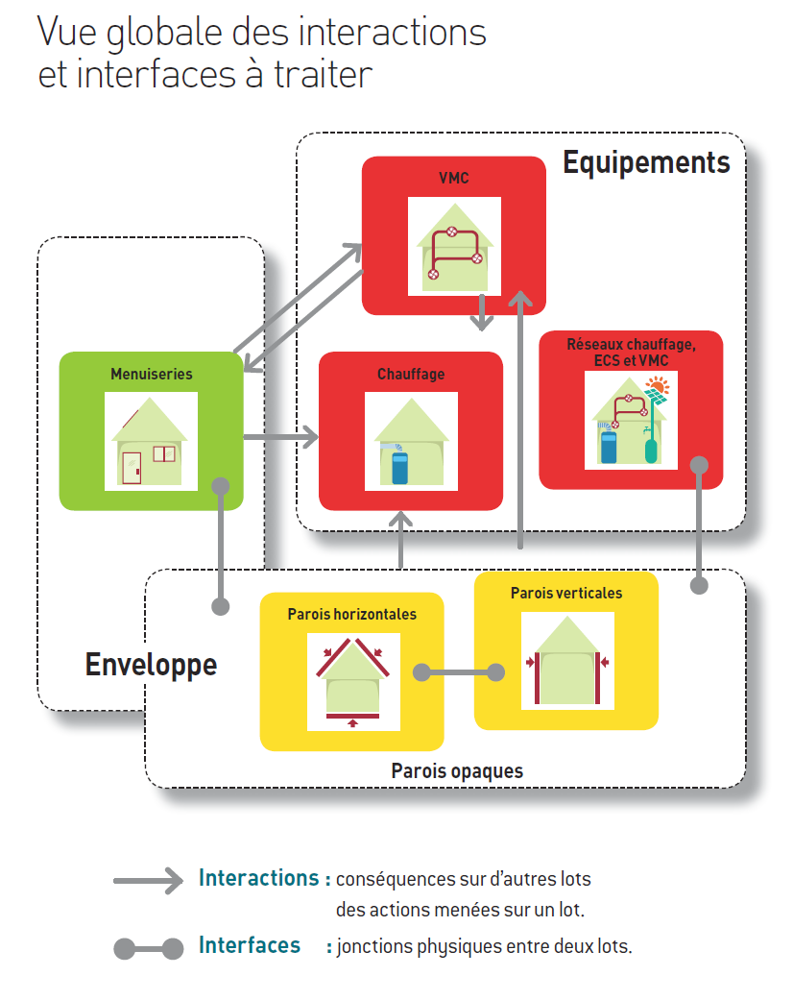 Vue globale des interactions
et interfaces à traiter
Equipements
VMC
Réseaux chauffage,
ECS et VMC
Menuiseries
Chauffage
Parois horizontales
Parois verticales
Enveloppe
Parois opaques
Interactions : conséquences sur d'autres lots
des actions menées sur un lot.
Interfaces : jonctions physiques entre deux lots.